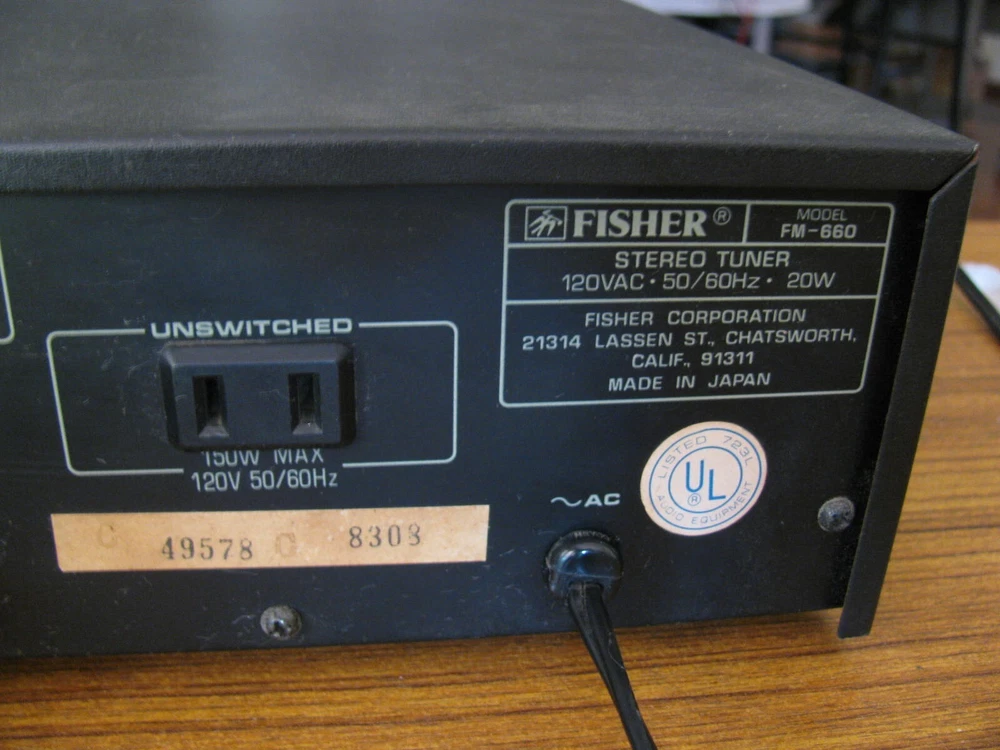 FISHER®
MODEL
FM-660
STEREO TUNER
120VAC · 50/60Hz · 20W
FISHER CORPORATION
21314 LASSEN ST., CHATSWORTH,
CALIF., 91311
MADE IN JAPAN
UNSWITCHED
150W MAX
120V 50/60Hz
C 49578 G 8303
~AC
LISTED 723L
UL®
AUDIO EQUIPMENT